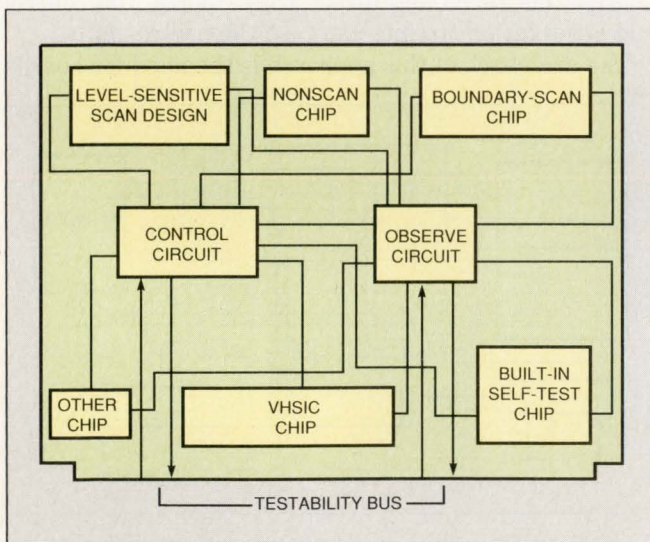 LEVEL-SENSITIVE
SCAN DESIGN
NONSCAN
CHIP
BOUNDARY-SCAN
CHIP
CONTROL
CIRCUIT
OBSERVE
CIRCUIT
OTHER
CHIP
VHSIC
CHIP
BUILT-IN
SELF-TEST
CHIP
TESTABILITY BUS